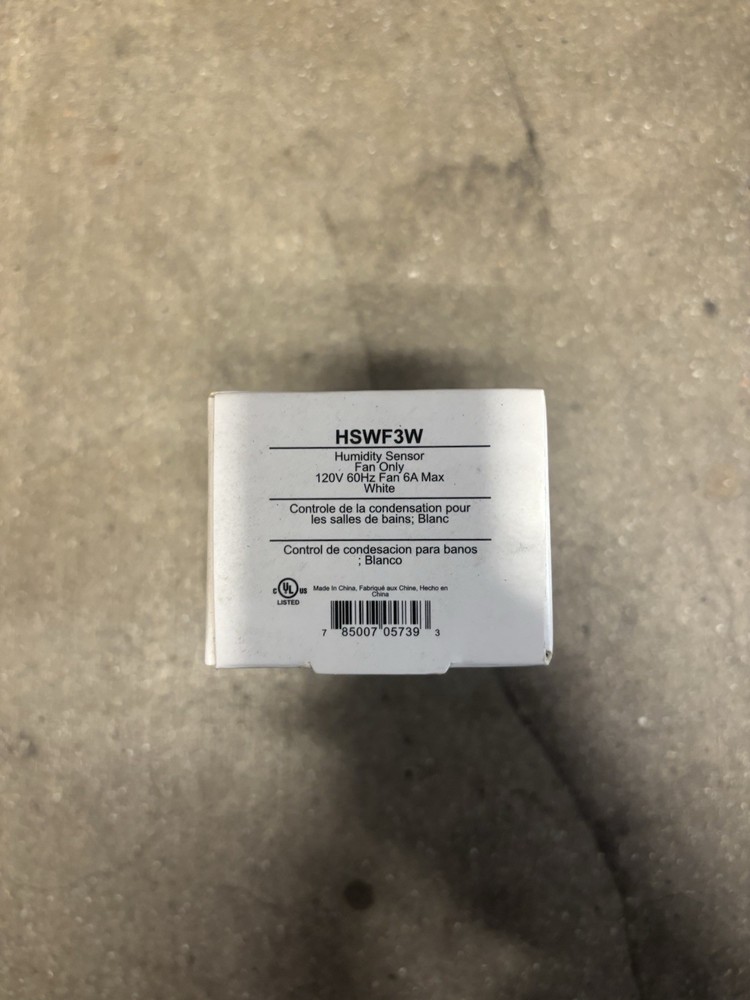 HSWF3W
Humidity Sensor
Fan Only
120V 60Hz Fan 6A Max
White
Controle de la condensation pour
les salles de bains; Blanc
Control de condesacion para banos
; Blanco
C UL US
LISTED
Made In China, Fabriqué aux Chine, Hecho en
China
7 85007 05739 3